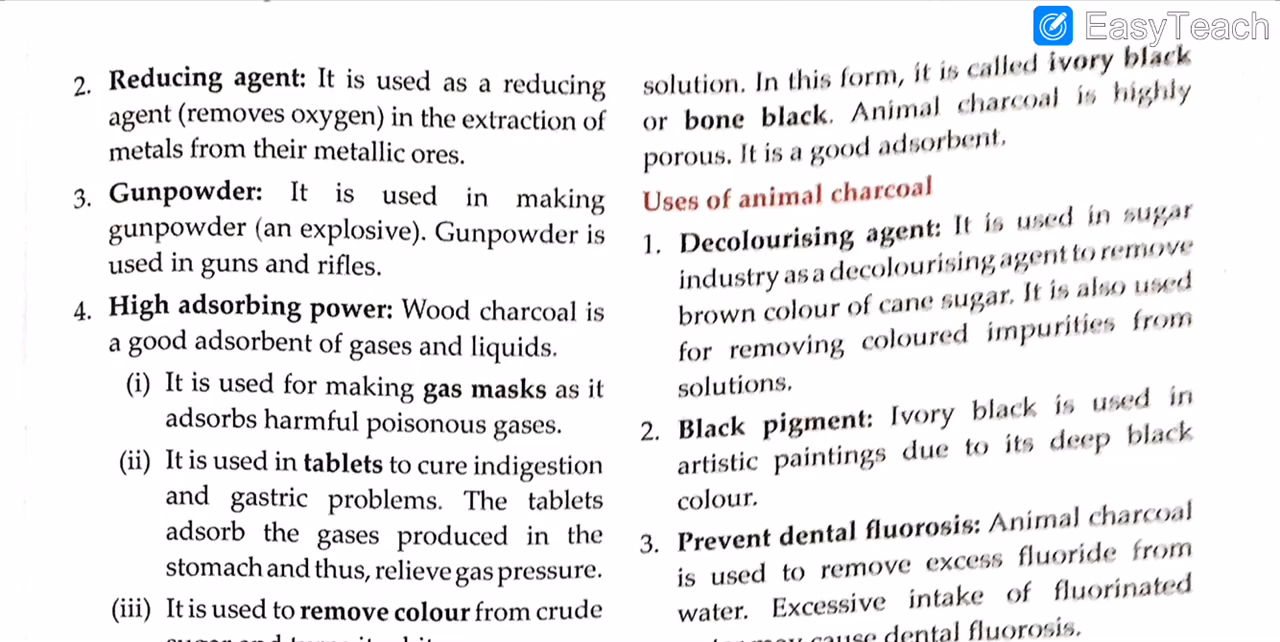 EasyTeach
2. Reducing agent: It is used as a reducing
agent (removes oxygen) in the extraction of
metals from their metallic ores.
3. Gunpowder: It is used in making
gunpowder (an explosive). Gunpowder is
used in guns and rifles.
4. High adsorbing power: Wood charcoal is
a good adsorbent of gases and liquids.
(i) It is used for making gas masks as it
adsorbs harmful poisonous gases.
(ii) It is used in tablets to cure indigestion
and gastric problems. The tablets
adsorb the gases produced in the
stomach and thus, relieve gas pressure.
(iii) It is used to remove colour from crude
solution. In this form, it is called ivory black
or bone black. Animal charcoal is highly
porous. It is a good adsorbent.
Uses of animal charcoal
1. Decolourising agent: It is used in sugar
industry as a decolourising agent to remove
brown colour of cane sugar. It is also used
for removing coloured impurities from
solutions.
2. Black pigment: Ivory black is used in
artistic paintings due to its deep black
colour.
3. Prevent dental fluorosis: Animal charcoal
is used to remove excess fluoride from
water. Excessive intake of fluorinated
cause dental fluorosis.